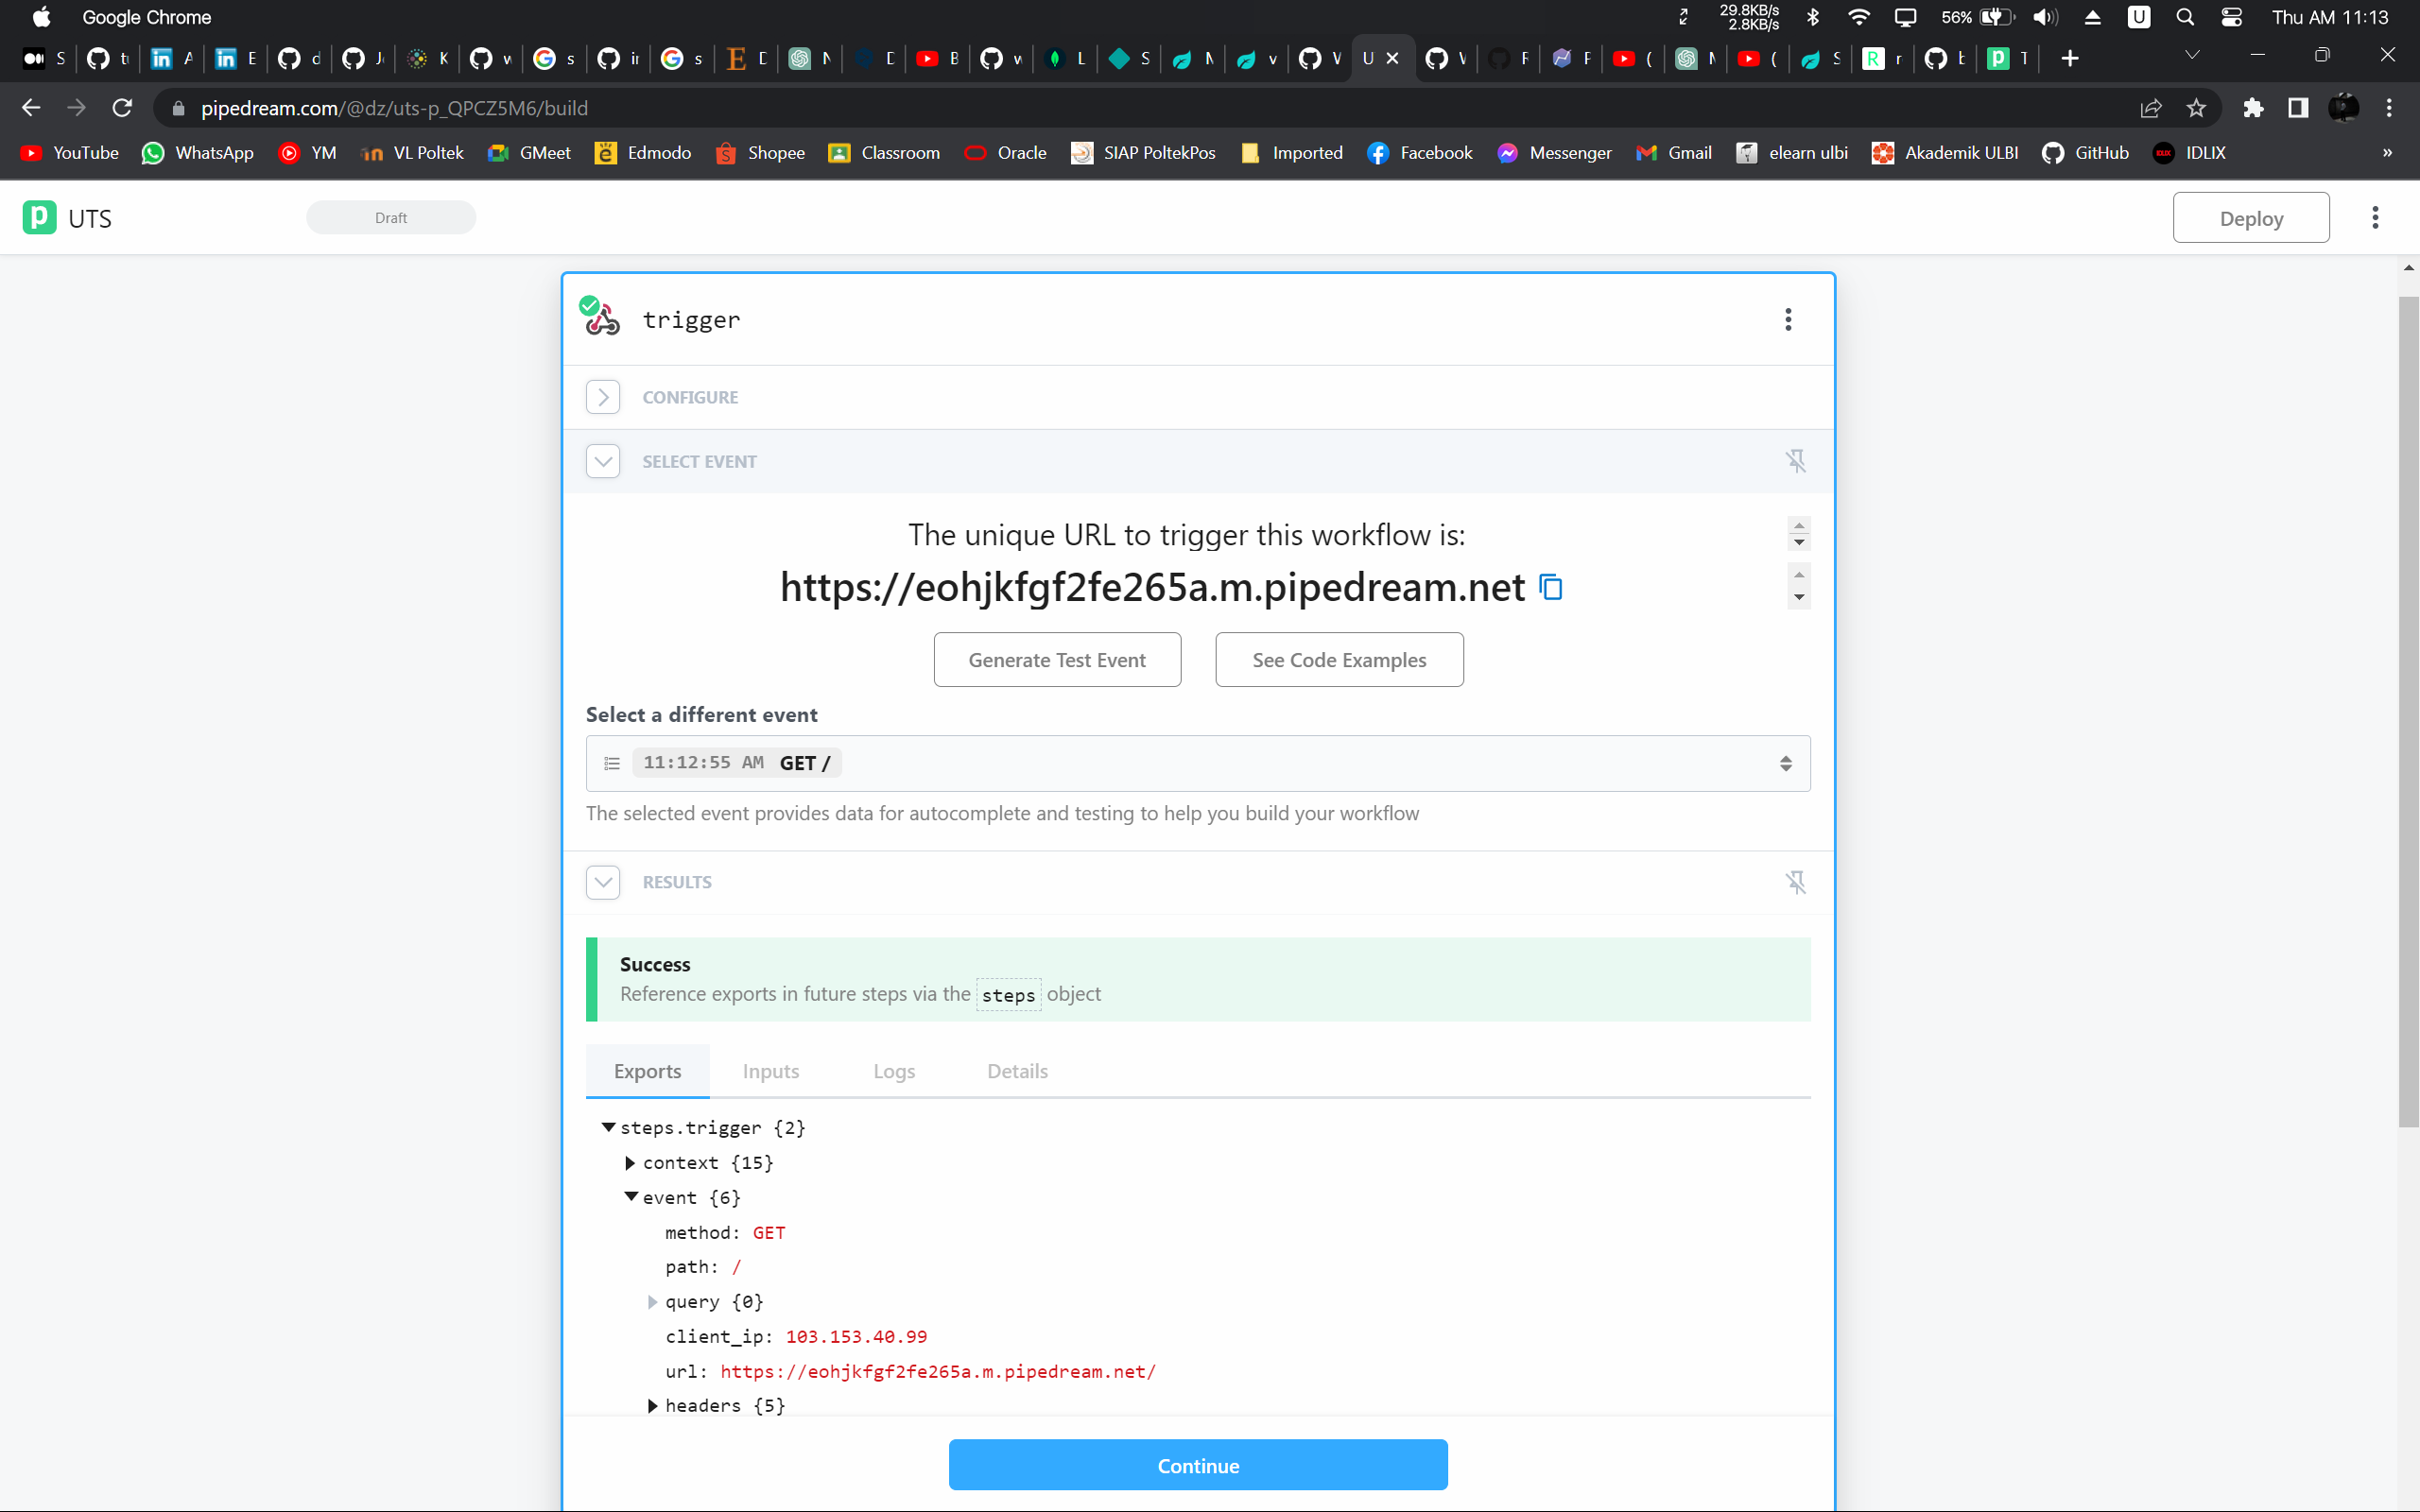 Google Chrome
29.8KB/s
2.8KB/s
56%
U
Thu AM 11:13
S
in A
in E
d
K
w
G s
G s
E
B
L
S
v
U
(
(
R r
p T
pipedream.com/@dz/uts-p_QPCZ5M6/build
YouTube WhatsApp YM VL Poltek GMeet Edmodo Shopee Classroom Oracle SIAP PoltekPos Imported Facebook Messenger Gmail elearn ulbi Akademik ULBI GitHub IDLIX »
p UTS
Draft
Deploy
trigger
CONFIGURE
SELECT EVENT
The unique URL to trigger this workflow is:
https://eohjkfgf2fe265a.m.pipedream.net
Generate Test Event
See Code Examples
Select a different event
11:12:55 AM GET /
The selected event provides data for autocomplete and testing to help you build your workflow
RESULTS
Success
Reference exports in future steps via the steps object
Exports Inputs Logs Details
steps.trigger {2}
context {15}
event {6}
method: GET
path: /
query {0}
client_ip: 103.153.40.99
url: https://eohjkfgf2fe265a.m.pipedream.net/
headers {5}
Continue